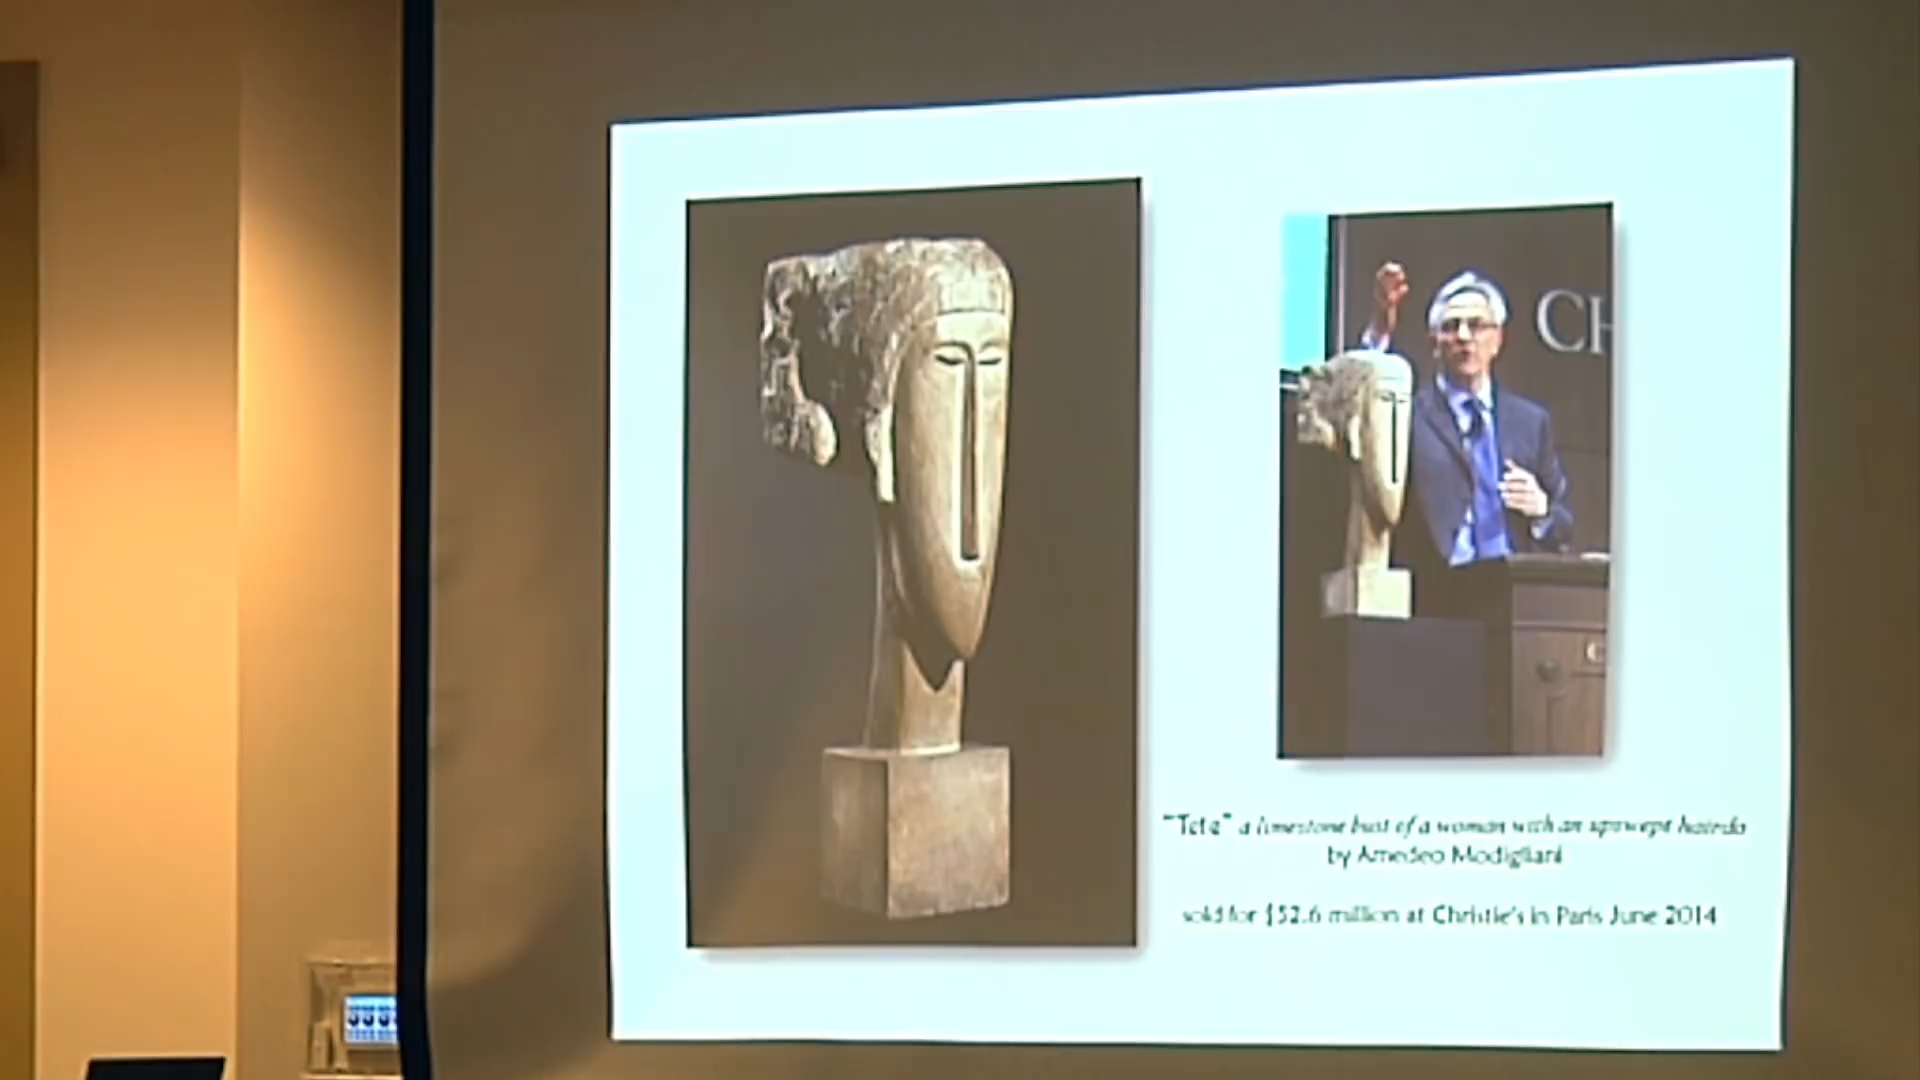 CH
C
"Tete" a limestone bust of a woman with an upswept hairdo
by Amedeo Modigliani
sold for $52.6 million at Christie's in Paris June 2014